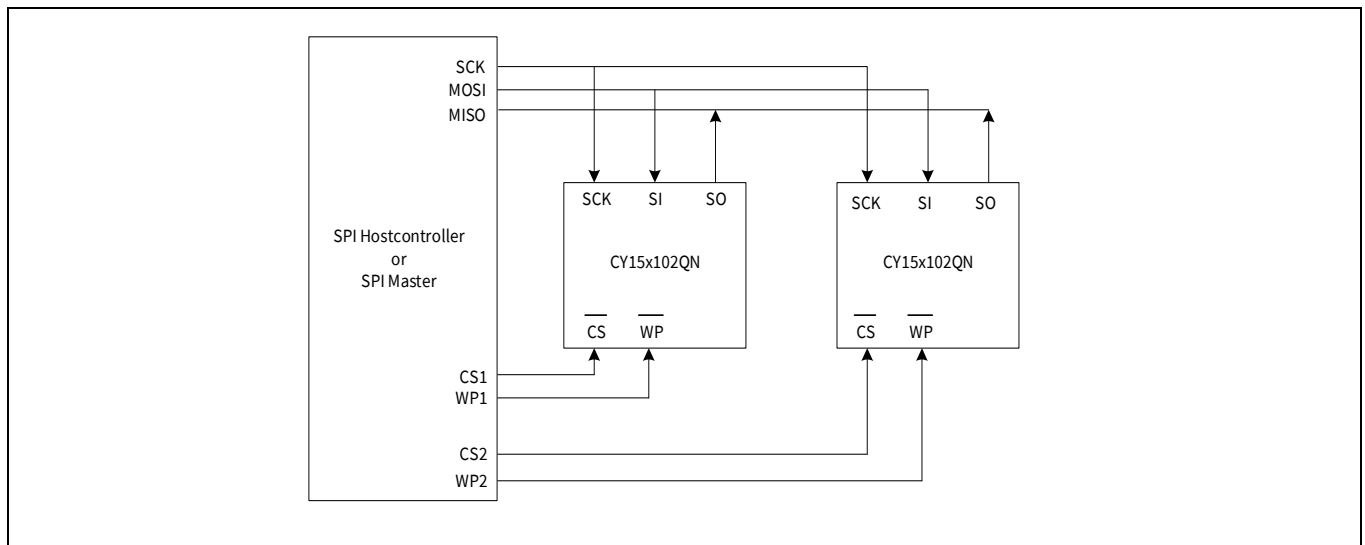 SCK
MOSI
MISO
SCK SI SO
SCK SI SO
SPI Hostcontroller
or
SPI Master
CY15x102QN
CY15x102QN
CS WP
CS WP
CS1
WP1
CS2
WP2